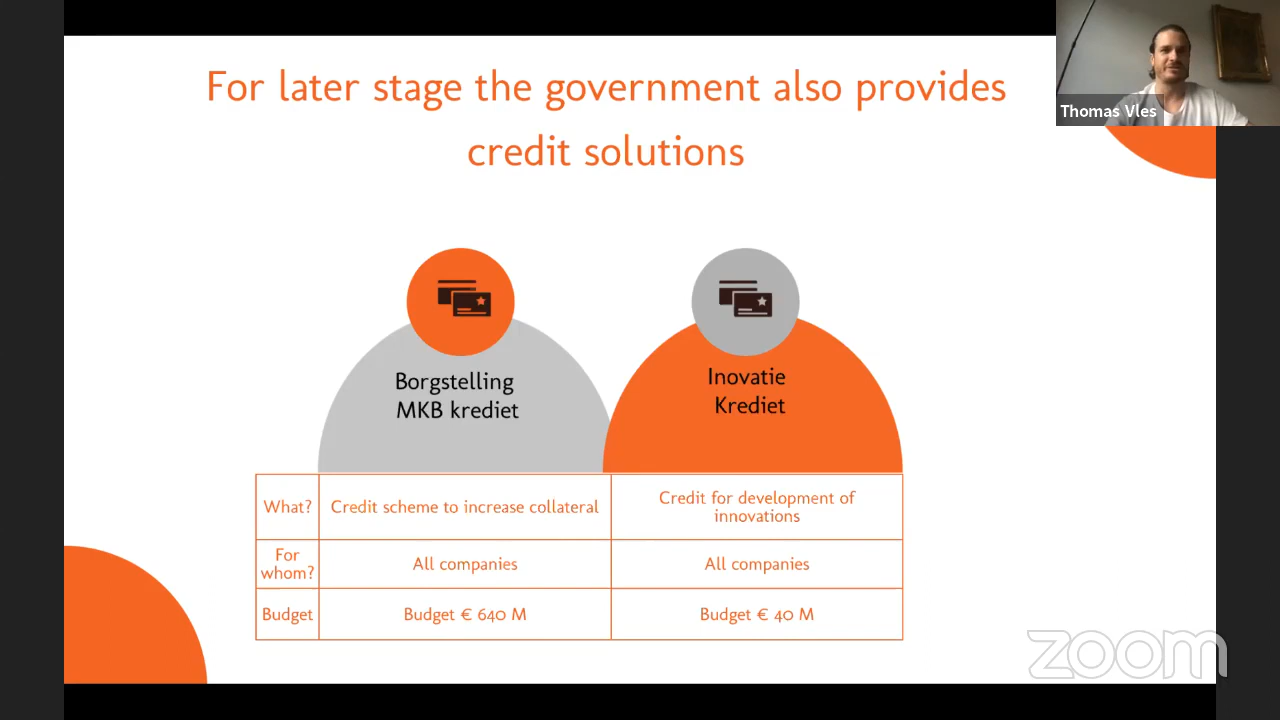 For later stage the government also provides
credit solutions
Thomas Vles
Borgstelling
MKB krediet
Inovatie
Krediet
What?
Credit scheme to increase collateral
Credit for development of
innovations
For
whom?
All companies
All companies
Budget
Budget € 640 M
Budget € 40 M
zoom